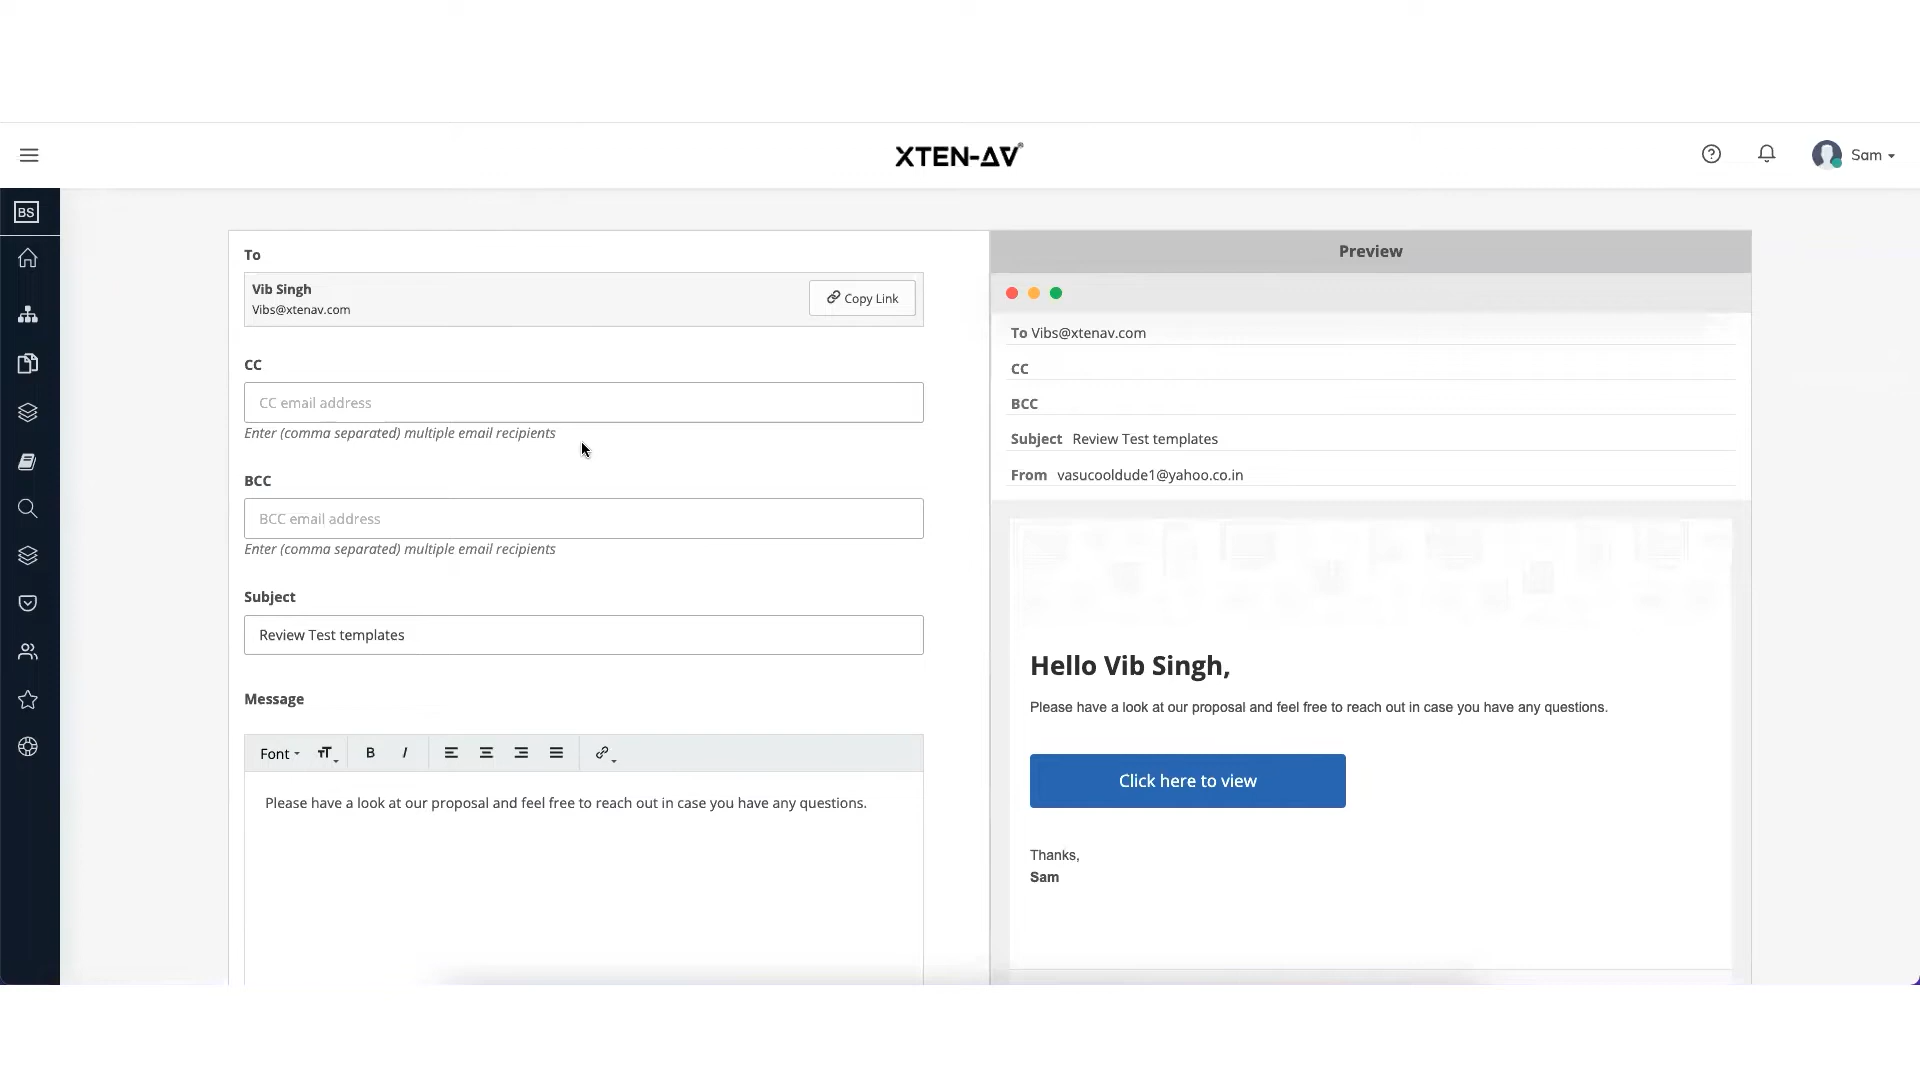 XTEN-AV®
Sam
BS
To
Vib Singh
Vibs@xtenav.com
Copy Link
CC
CC email address
Enter (comma separated) multiple email recipients
BCC
BCC email address
Enter (comma separated) multiple email recipients
Subject
Review Test templates
Message
Font
TT
B
I
Please have a look at our proposal and feel free to reach out in case you have any questions.
Preview
To Vibs@xtenav.com
CC
BCC
Subject Review Test templates
From vasucooldude1@yahoo.co.in
Hello Vib Singh,
Please have a look at our proposal and feel free to reach out in case you have any questions.
Click here to view
Thanks,
Sam